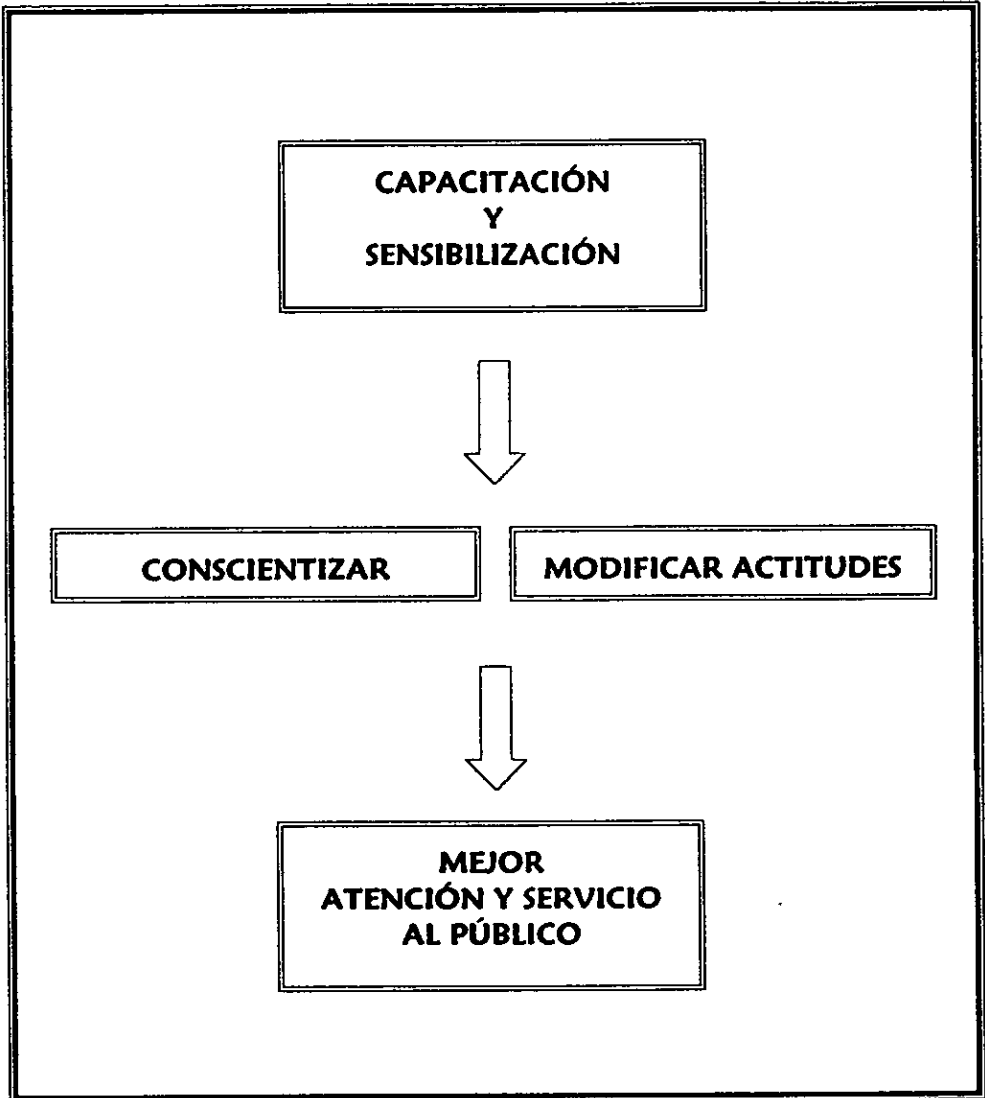 CAPACITACIÓN
Y
SENSIBILIZACIÓN
CONSCIENTIZAR
MODIFICAR ACTITUDES
MEJOR
ATENCIÓN Y SERVICIO
AL PÚBLICO